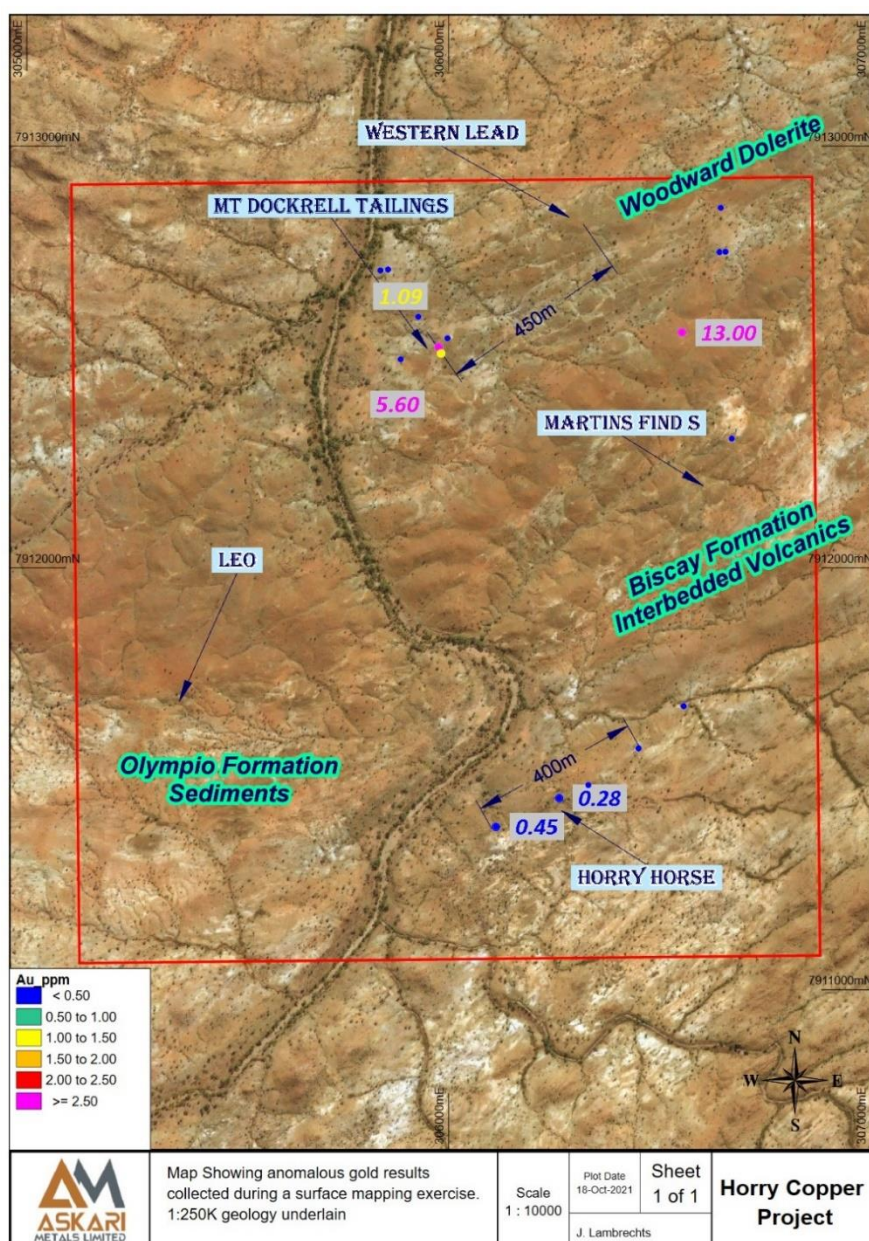 305000mE
306000mE
307000mE
7913000mN
7913000mN
WESTERN LEAD
Woodward Dolerite
MT DOCKRELL TAILINGS
1.09
450m
13.00
5.60
MARTINS FIND S
7912000mN
7912000mN
LEO
Biscay Formation
Interbedded Volcanics
Olympio Formation
Sediments
400m
0.28
0.45
HORRY HORSE
Au_ppm
< 0.50
0.50 to 1.00
1.00 to 1.50
1.50 to 2.00
2.00 to 2.50
>= 2.50
7911000mN
N
W
E
S
306000mE
307000mE
AM
ASKARI
METALS LIMITED
Map Showing anomalous gold results
collected during a surface mapping exercise.
1:250K geology underlain
Scale
1 : 10000
Plot Date
18-Oct-2021
Sheet
1 of 1
J. Lambrechts
Horry Copper
Project